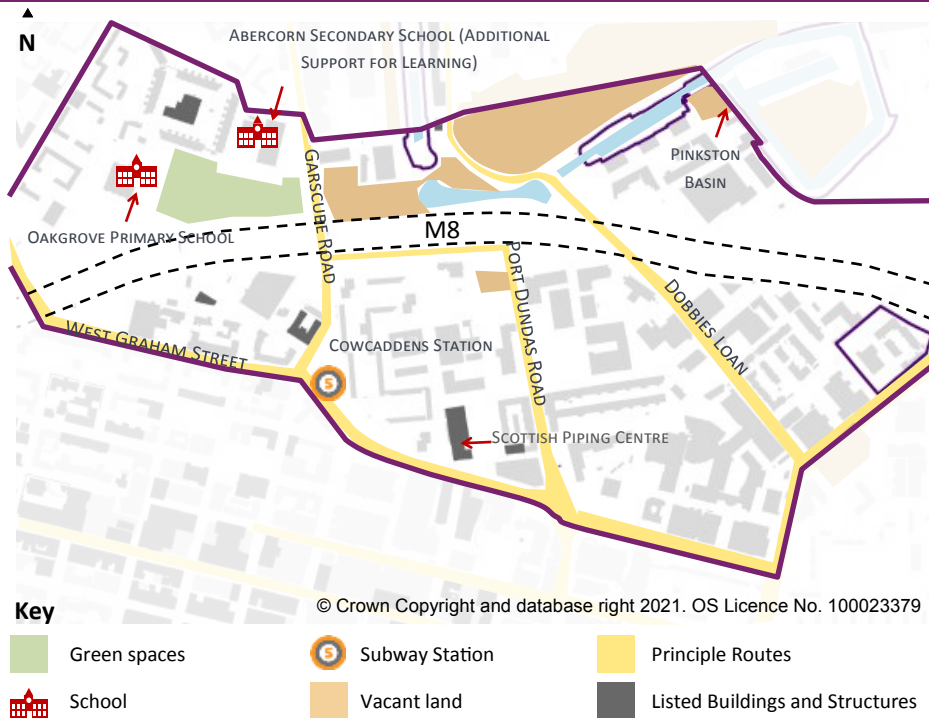 N
Abercorn Secondary School (Additional
Support for Learning)
Garscube Road
Pinkston
Basin
Oakgrove Primary School
M8
Port Dundas Road
Dobbies Loan
West Graham Street
Cowcaddens Station
S
Scottish Piping Centre
Key
© Crown Copyright and database right 2021. OS Licence No. 100023379
Green spaces
S
Subway Station
Principle Routes
School
Vacant land
Listed Buildings and Structures